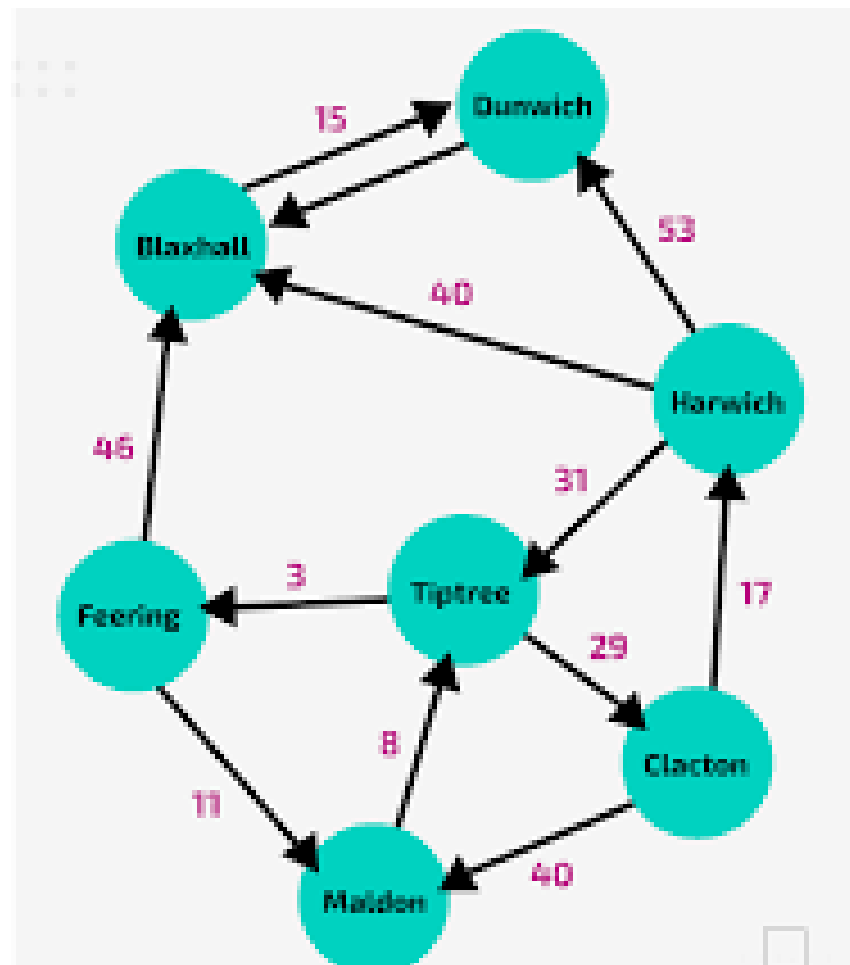 Dunwich
15
Blaxhall
53
40
Harwich
46
31
3
Tiptree
Feering
17
29
8
Clacton
11
40
Maldon